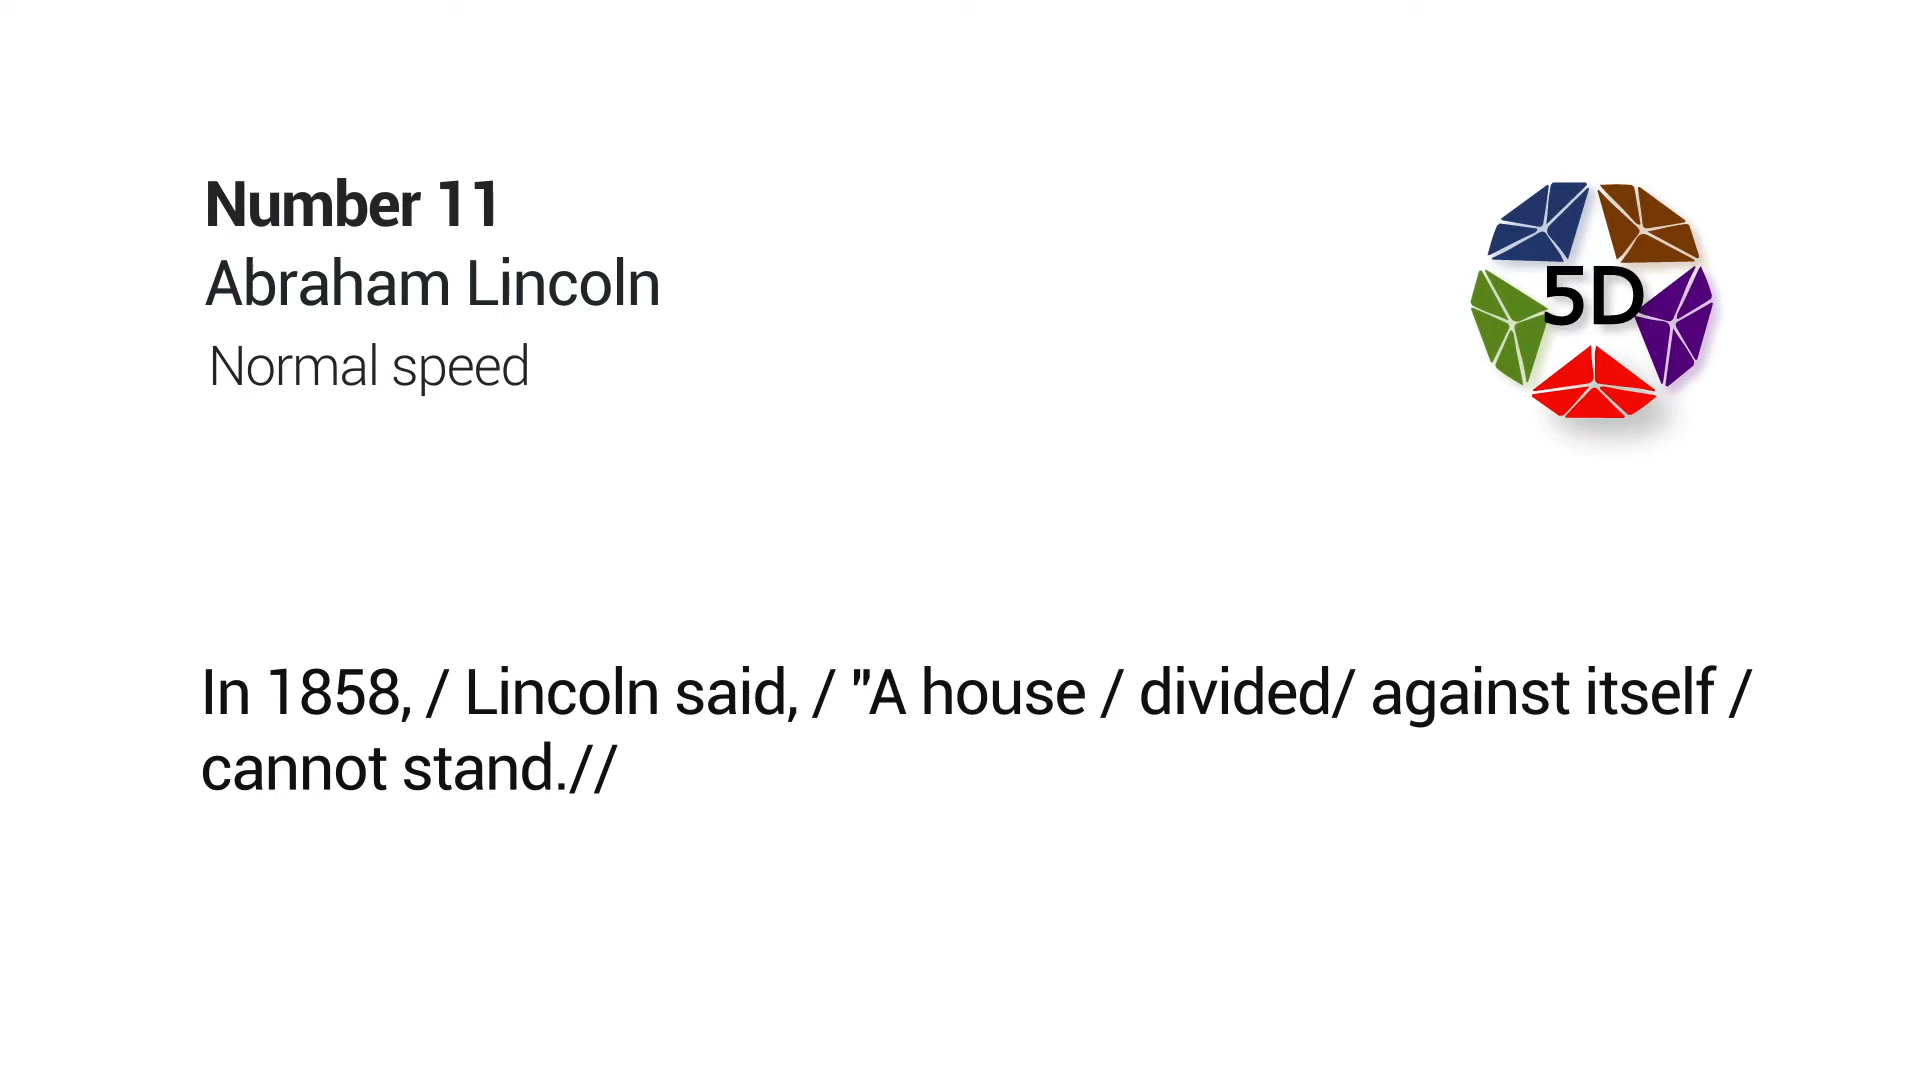 Number 11
Abraham Lincoln
Normal speed
5D
In 1858, / Lincoln said, / "A house / divided/ against itself /
cannot stand.//